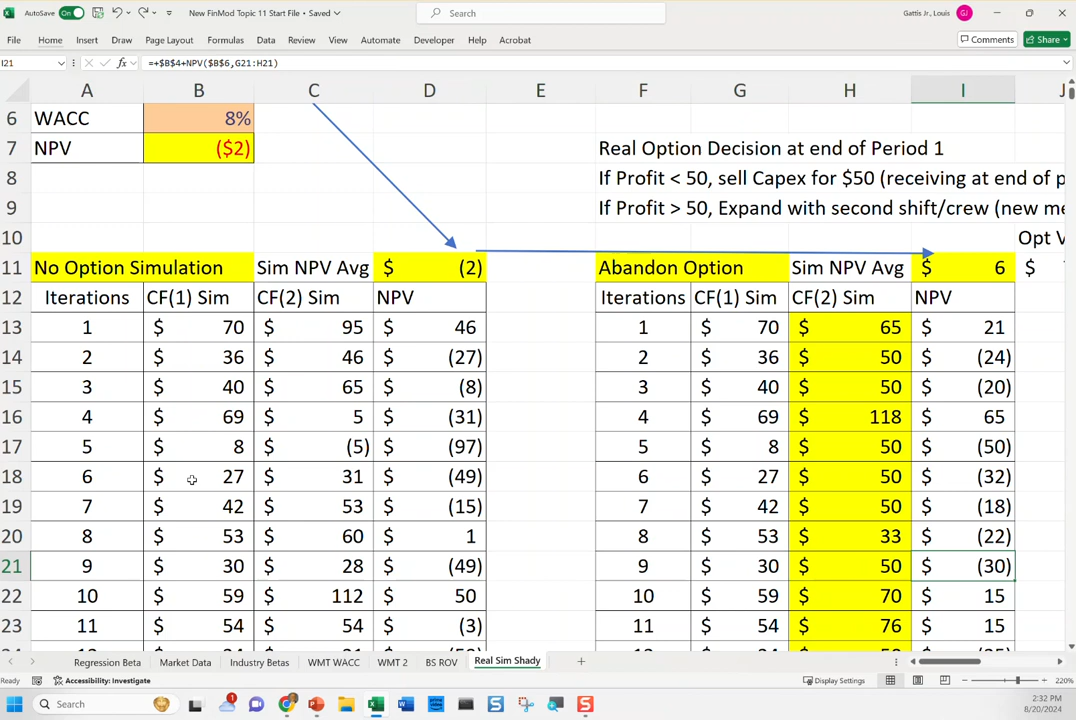 AutoSave On New FinMod Topic 11 Start File • Saved Search Gattis Jr., Louis GJ
File Home Insert Draw Page Layout Formulas Data Review View Automate Developer Help Acrobat Comments Share
I21 fx =+$B$4+NPV($B$6,G21:H21)
A B C D E F G H I J
6 WACC 8%
7 NPV ($2) Real Option Decision at end of Period 1
8 If Profit < 50, sell Capex for $50 (receiving at end of p
9 If Profit > 50, Expand with second shift/crew (new me
10 Opt V
11 No Option Simulation Sim NPV Avg $ (2) Abandon Option Sim NPV Avg $ 6 $
12 Iterations CF(1) Sim CF(2) Sim NPV Iterations CF(1) Sim CF(2) Sim NPV
13 1 $ 70 $ 95 $ 46 1 $ 70 $ 65 $ 21
14 2 $ 36 $ 46 $ (27) 2 $ 36 $ 50 $ (24)
15 3 $ 40 $ 65 $ (8) 3 $ 40 $ 50 $ (20)
16 4 $ 69 $ 5 $ (31) 4 $ 69 $ 118 $ 65
17 5 $ 8 $ (5) $ (97) 5 $ 8 $ 50 $ (50)
18 6 $ 27 $ 31 $ (49) 6 $ 27 $ 50 $ (32)
19 7 $ 42 $ 53 $ (15) 7 $ 42 $ 50 $ (18)
20 8 $ 53 $ 60 $ 1 8 $ 53 $ 33 $ (22)
21 9 $ 30 $ 28 $ (49) 9 $ 30 $ 50 $ (30)
22 10 $ 59 $ 112 $ 50 10 $ 59 $ 70 $ 15
23 11 $ 54 $ 54 $ (3) 11 $ 54 $ 76 $ 15
Regression Beta Market Data Industry Betas WMT WACC WMT 2 BS ROV Real Sim Shady
Ready Accessibility: Investigate Display Settings 220%
Search 1 2:32 PM
8/20/2024